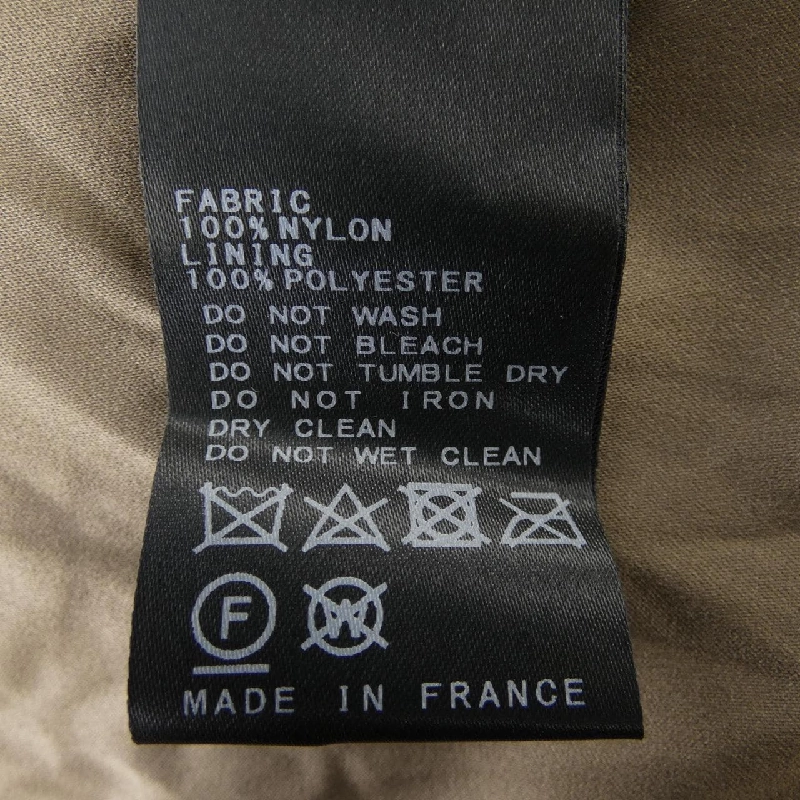 FABRIC
100% NYLON
LINING
100% POLYESTER
DO NOT WASH
DO NOT BLEACH
DO NOT TUMBLE DRY
DO NOT IRON
DRY CLEAN
DO NOT WET CLEAN
F W
MADE IN FRANCE